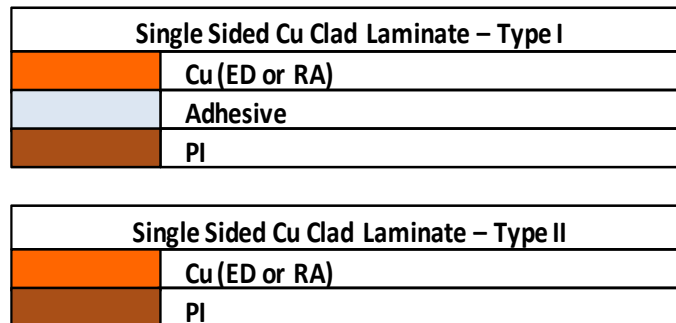 Single Sided Cu Clad Laminate – Type I
Cu (ED or RA)
Adhesive
PI
Single Sided Cu Clad Laminate – Type II
Cu (ED or RA)
PI